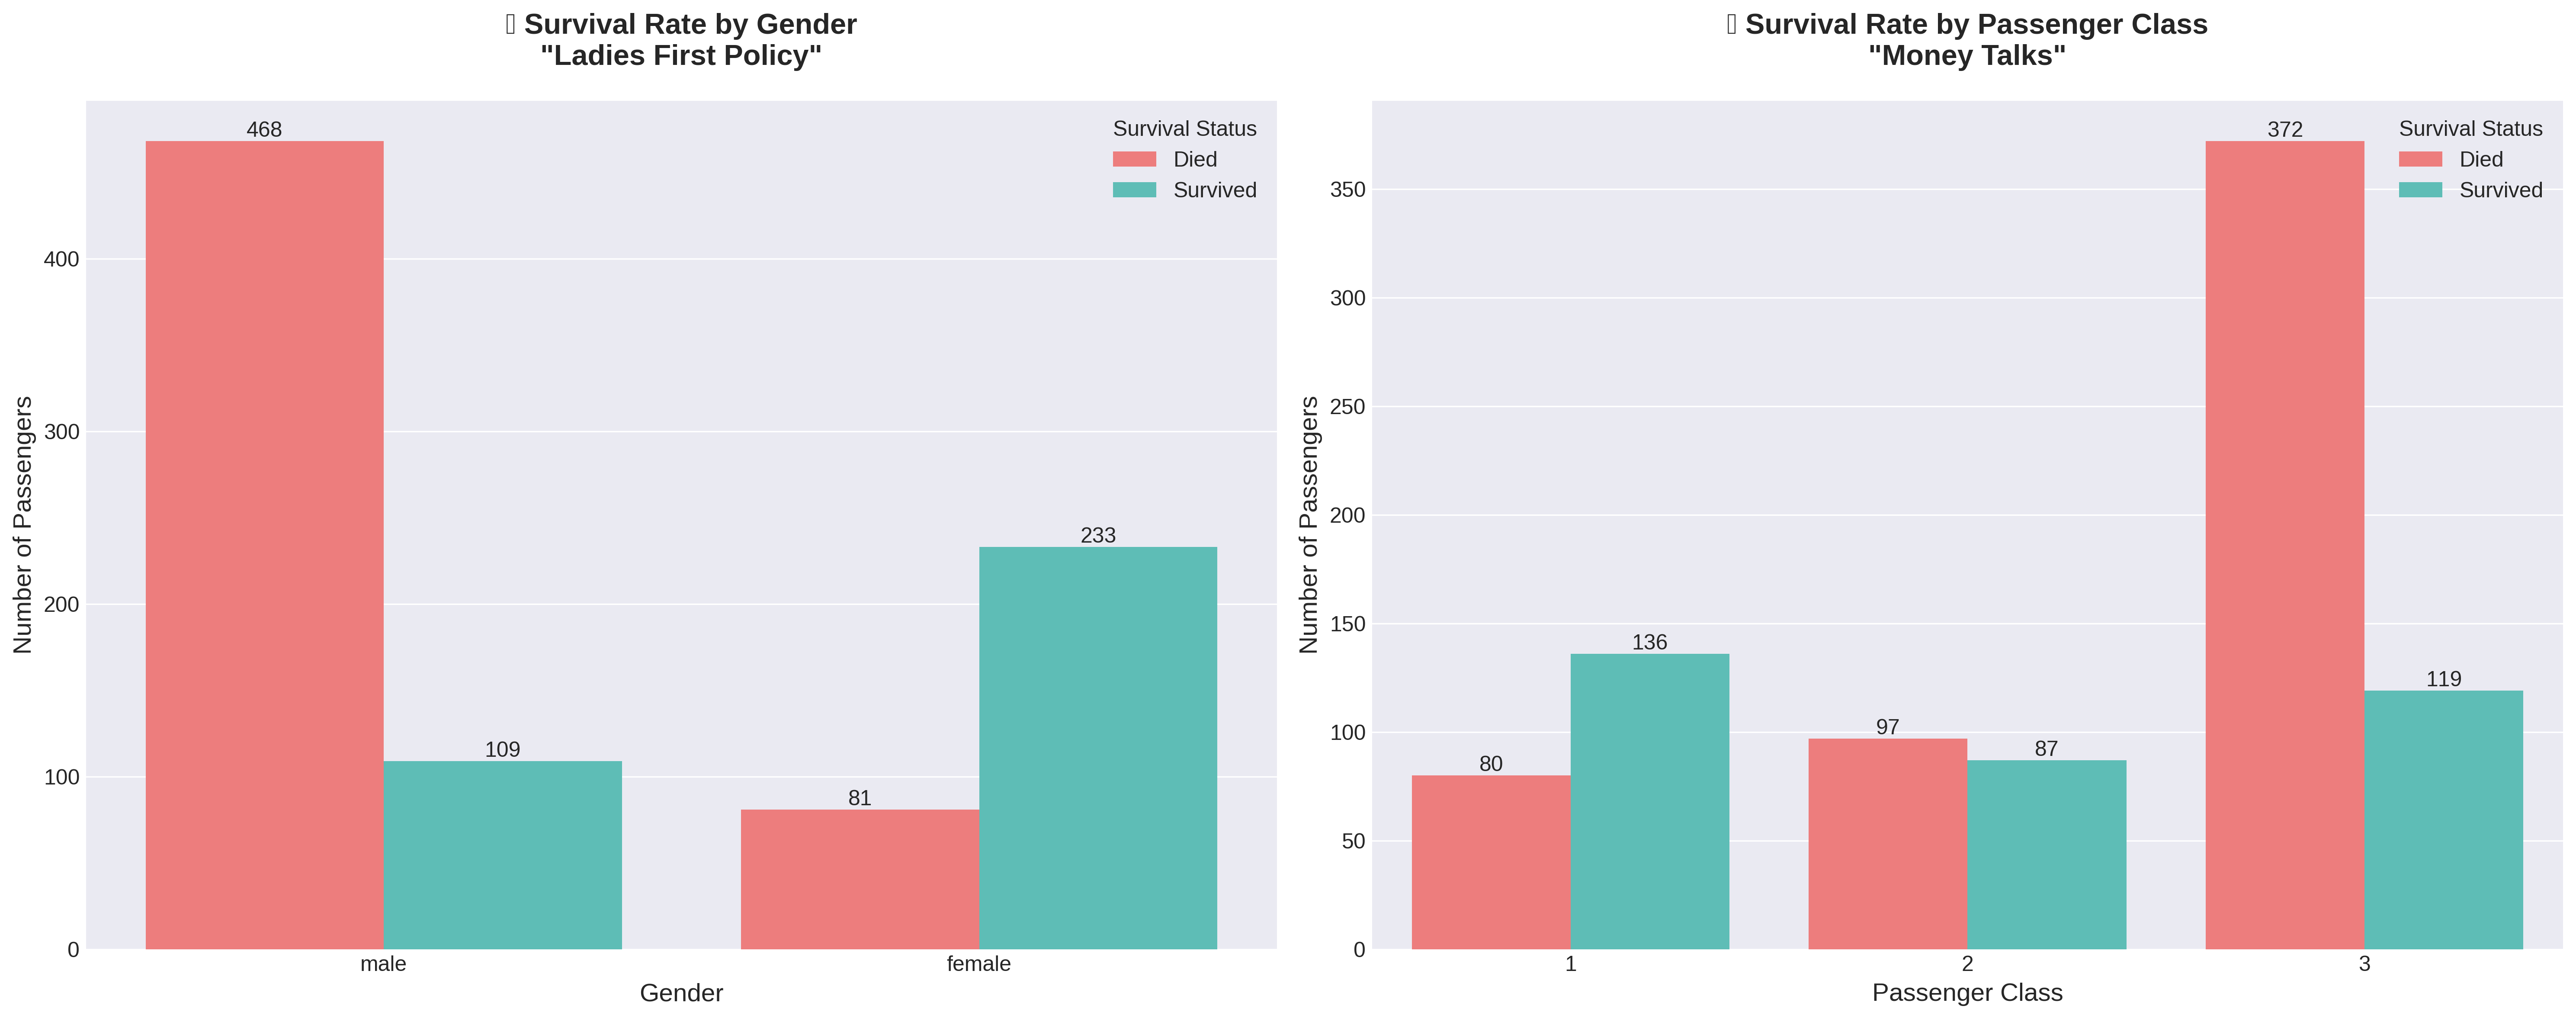 ▯ Survival Rate by Gender
"Ladies First Policy"
468
109
81
233
Survival Status
Died
Survived
400
300
200
100
0
Number of Passengers
male
female
Gender
▯ Survival Rate by Passenger Class
"Money Talks"
80
136
97
87
372
119
Survival Status
Died
Survived
350
300
250
200
150
100
50
0
Number of Passengers
1
2
3
Passenger Class